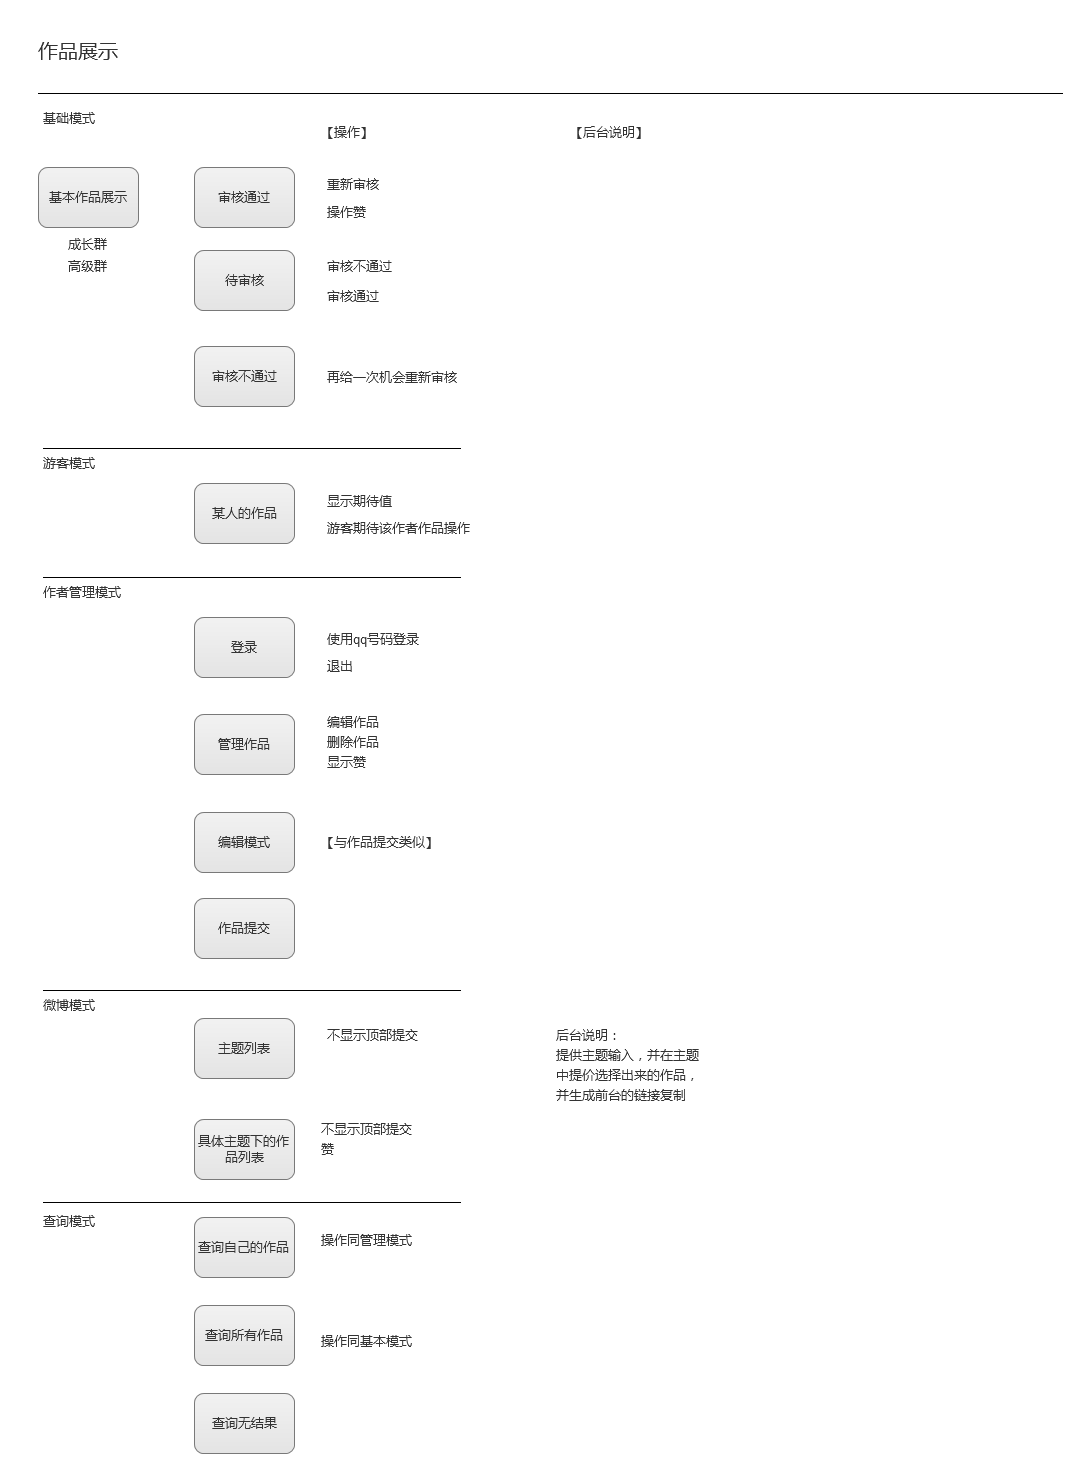 作品展示
基础模式
【操作】
【后台说明】
基本作品展示
成长群
高级群
审核通过
重新审核
操作赞
待审核
审核不通过
审核通过
审核不通过
再给一次机会重新审核
游客模式
某人的作品
显示期待值
游客期待该作者作品操作
作者管理模式
登录
使用qq号码登录
退出
管理作品
编辑作品
删除作品
显示赞
编辑模式
【与作品提交类似】
作品提交
微博模式
主题列表
不显示顶部提交
后台说明：
提供主题输入，并在主题
中提价选择出来的作品，
并生成前台的链接复制
具体主题下的作
品列表
不显示顶部提交
赞
查询模式
查询自己的作品
操作同管理模式
查询所有作品
操作同基本模式
查询无结果